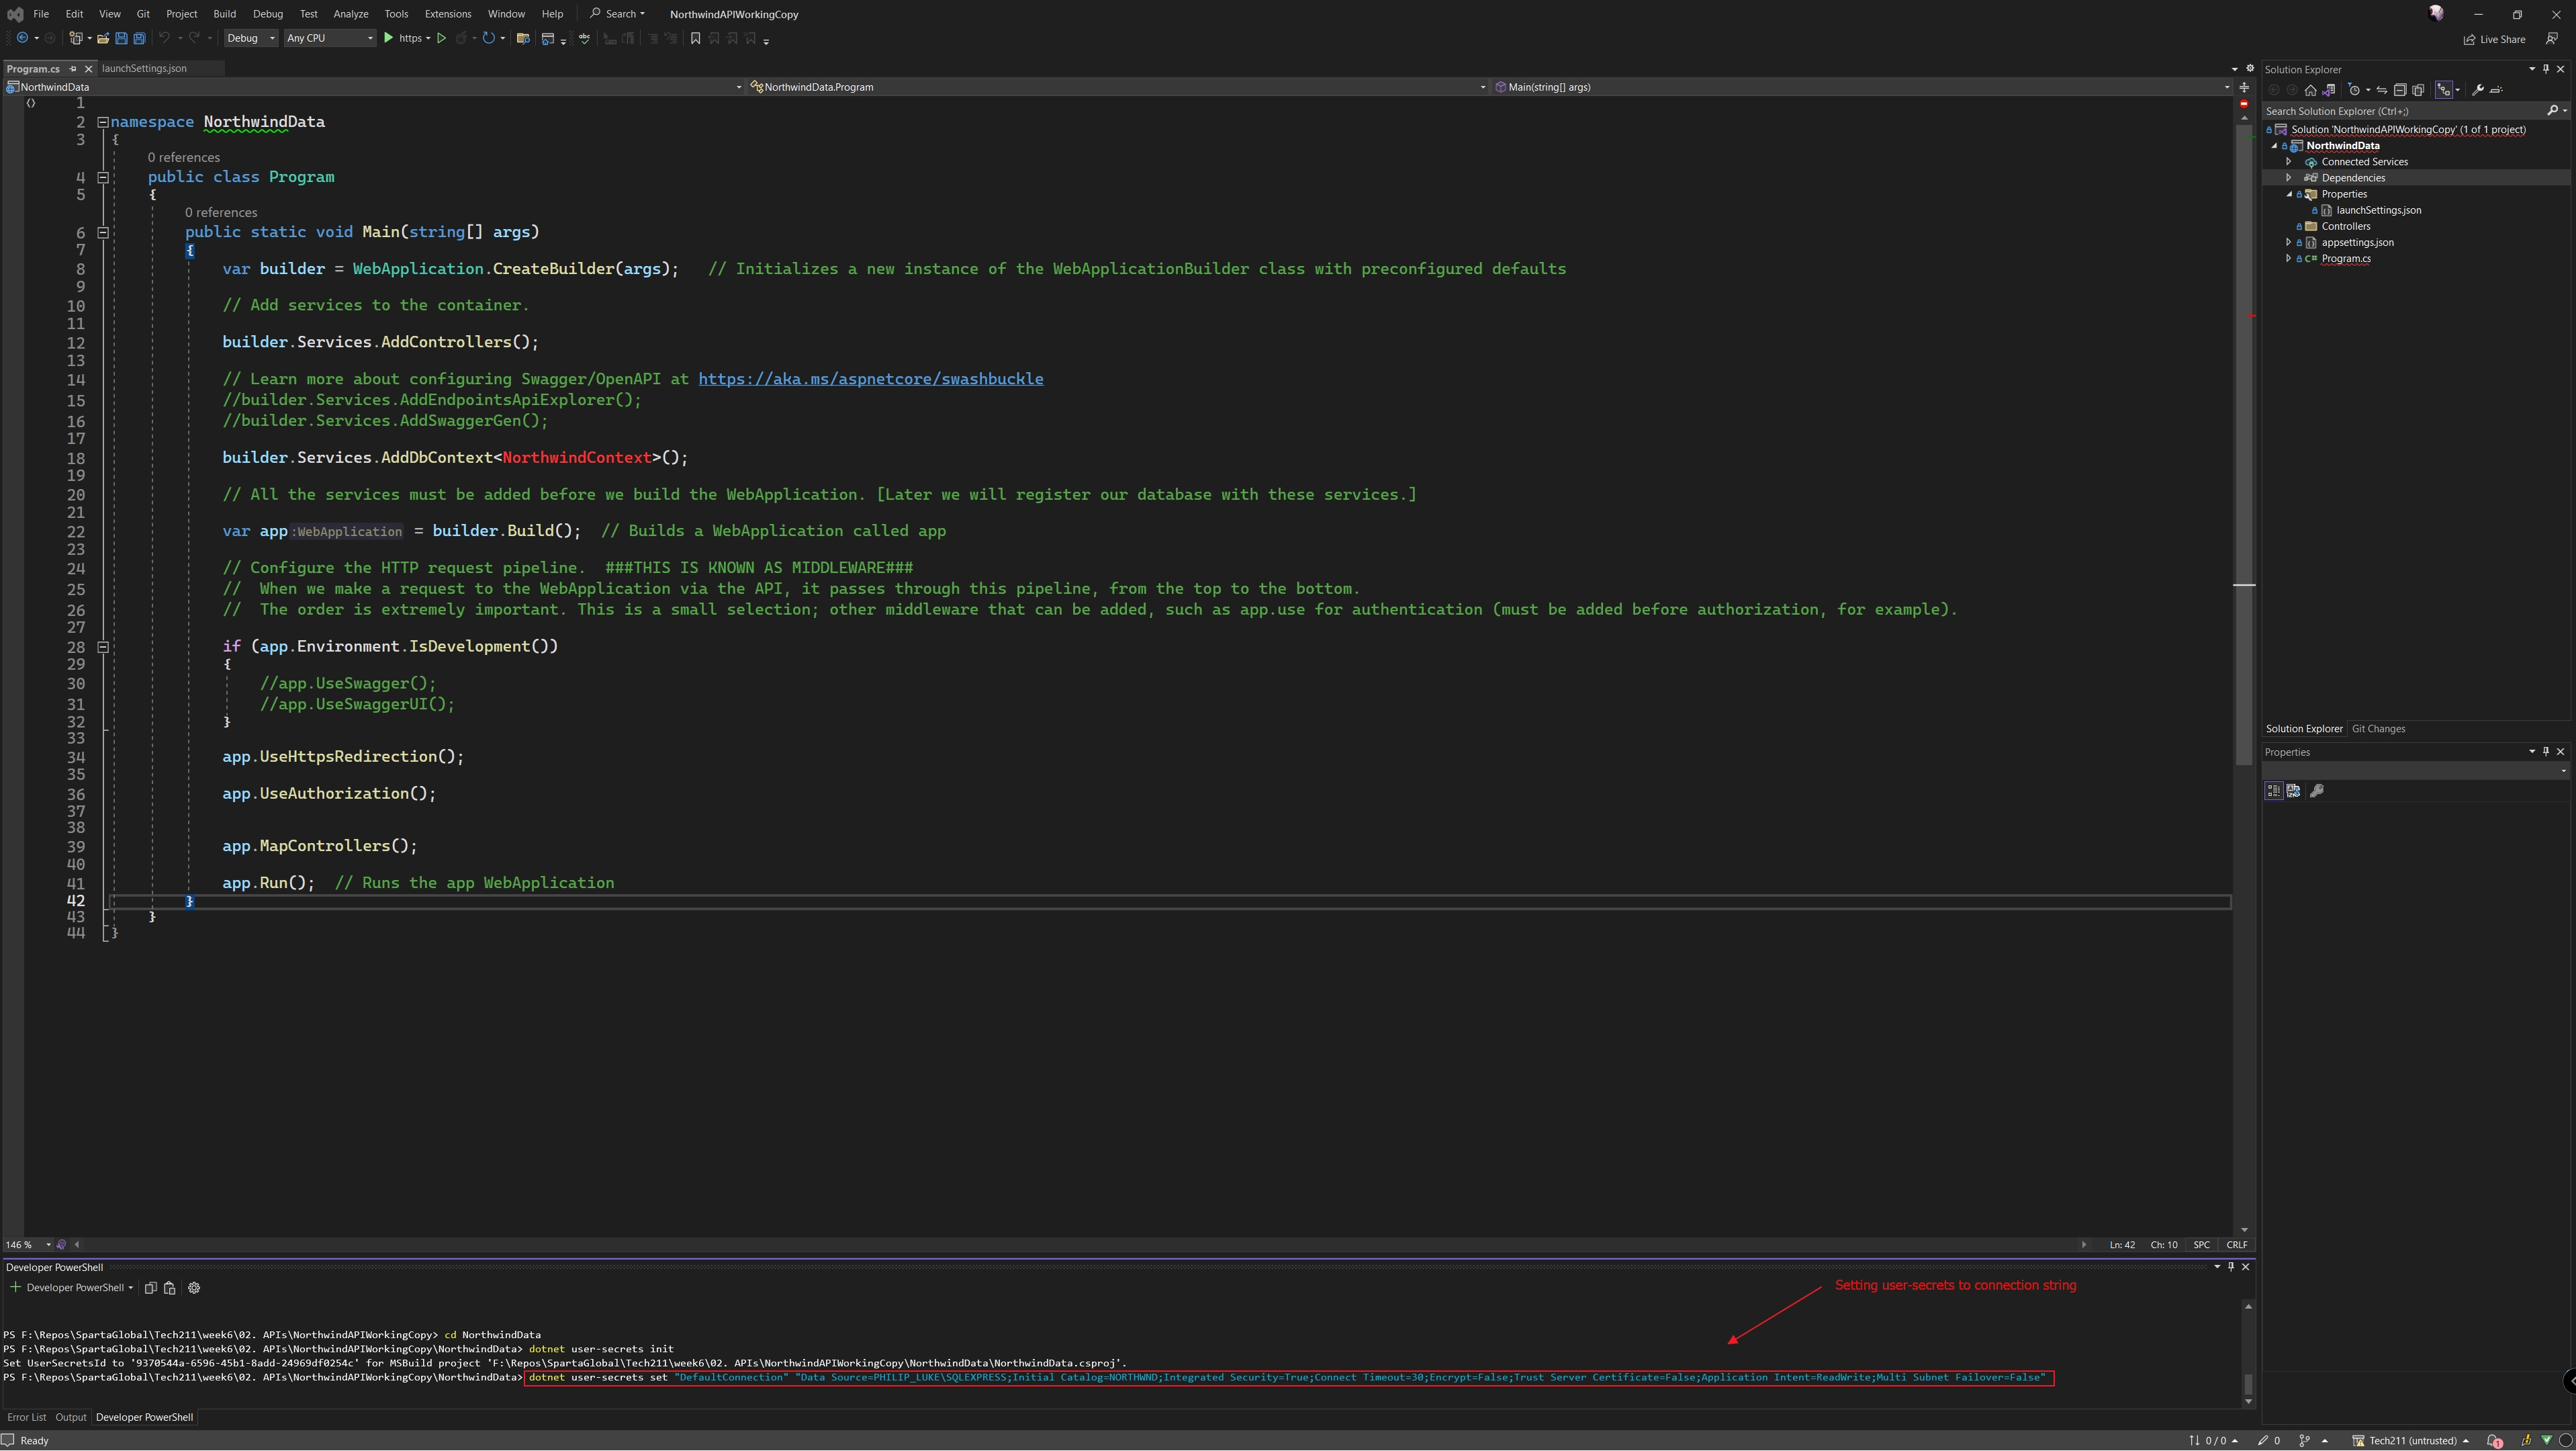 File Edit View Git Project Build Debug Test Analyze Tools Extensions Window Help Search NorthwindAPIWorkingCopy
Debug Any CPU https Live Share
Program.cs launchSettings.json
NorthwindData NorthwindData.Program Main(string[] args)
1
2 namespace NorthwindData
3 {
0 references
4 public class Program
5 {
0 references
6 public static void Main(string[] args)
7 {
8 var builder = WebApplication.CreateBuilder(args); // Initializes a new instance of the WebApplicationBuilder class with preconfigured defaults
9
10 // Add services to the container.
11
12 builder.Services.AddControllers();
13
14 // Learn more about configuring Swagger/OpenAPI at https://aka.ms/aspnetcore/swashbuckle
15 //builder.Services.AddEndpointsApiExplorer();
16 //builder.Services.AddSwaggerGen();
17
18 builder.Services.AddDbContext<NorthwindContext>();
19
20 // All the services must be added before we build the WebApplication. [Later we will register our database with these services.]
21
22 var app:WebApplication = builder.Build(); // Builds a WebApplication called app
23
24 // Configure the HTTP request pipeline. ###THIS IS KNOWN AS MIDDLEWARE###
25 // When we make a request to the WebApplication via the API, it passes through this pipeline, from the top to the bottom.
26 // The order is extremely important. This is a small selection; other middleware that can be added, such as app.use for authentication (must be added before authorization, for example).
27
28 if (app.Environment.IsDevelopment())
29 {
30 //app.UseSwagger();
31 //app.UseSwaggerUI();
32 }
33
34 app.UseHttpsRedirection();
35
36 app.UseAuthorization();
37
38
39 app.MapControllers();
40
41 app.Run(); // Runs the app WebApplication
42 }
43 }
44 }
146 % Ln: 42 Ch: 10 SPC CRLF
Solution Explorer
Search Solution Explorer (Ctrl+;)
Solution 'NorthwindAPIWorkingCopy' (1 of 1 project)
NorthwindData
Connected Services
Dependencies
Properties
launchSettings.json
Controllers
appsettings.json
C# Program.cs
Solution Explorer Git Changes
Properties
Developer PowerShell
Developer PowerShell
Setting user-secrets to connection string
PS F:\Repos\SpartaGlobal\Tech211\week6\02. APIs\NorthwindAPIWorkingCopy> cd NorthwindData
PS F:\Repos\SpartaGlobal\Tech211\week6\02. APIs\NorthwindAPIWorkingCopy\NorthwindData> dotnet user-secrets init
Set UserSecretsId to '9370544a-6596-45b1-8add-24969df0254c' for MSBuild project 'F:\Repos\SpartaGlobal\Tech211\week6\02. APIs\NorthwindAPIWorkingCopy\NorthwindData\NorthwindData.csproj'.
PS F:\Repos\SpartaGlobal\Tech211\week6\02. APIs\NorthwindAPIWorkingCopy\NorthwindData> dotnet user-secrets set "DefaultConnection" "Data Source=PHILIP_LUKE\SQLEXPRESS;Initial Catalog=NORTHWND;Integrated Security=True;Connect Timeout=30;Encrypt=False;Trust Server Certificate=False;Application Intent=ReadWrite;Multi Subnet Failover=False"
Error List Output Developer PowerShell
Ready 0 / 0 0 Tech211 (untrusted) 1